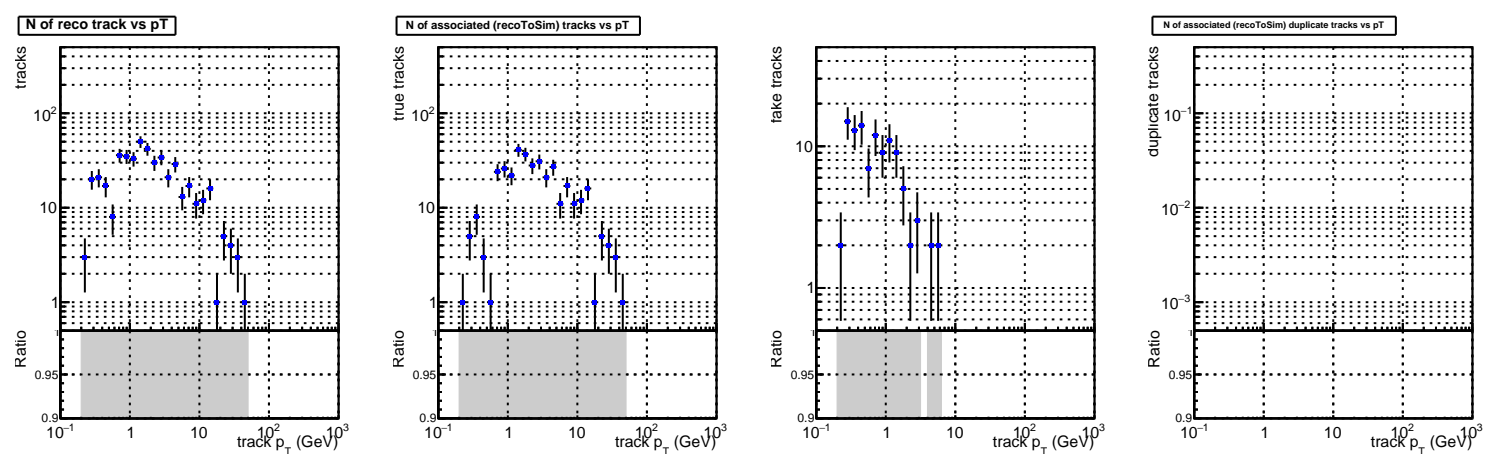 N of reco track vs pT
tracks
10²
10
1
Ratio
1
0.95
0.9
10⁻¹ 1 10 10² 10³
track p_T (GeV)
N of associated (recoToSim) tracks vs pT
true tracks
10²
10
1
Ratio
1
0.95
0.9
10⁻¹ 1 10 10² 10³
track p_T (GeV)
fake tracks
10
1
Ratio
1
0.95
0.9
10⁻¹ 1 10 10² 10³
track p_T (GeV)
N of associated (recoToSim) duplicate tracks vs pT
duplicate tracks
10⁻¹
10⁻²
10⁻³
Ratio
1
0.95
0.9
10⁻¹ 1 10 10² 10³
track p_T (GeV)